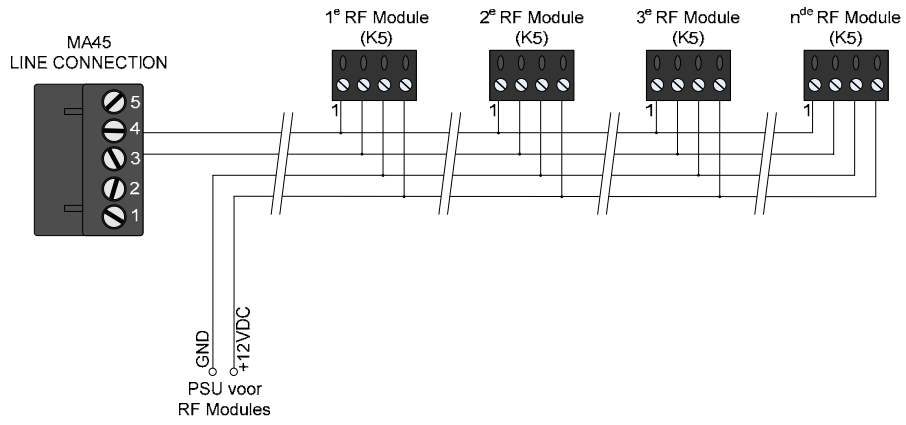 MA45
LINE CONNECTION
5
4
3
2
1
1e RF Module
(K5)
1
2e RF Module
(K5)
1
3e RF Module
(K5)
1
nde RF Module
(K5)
1
GND
+12VDC
PSU voor
RF Modules